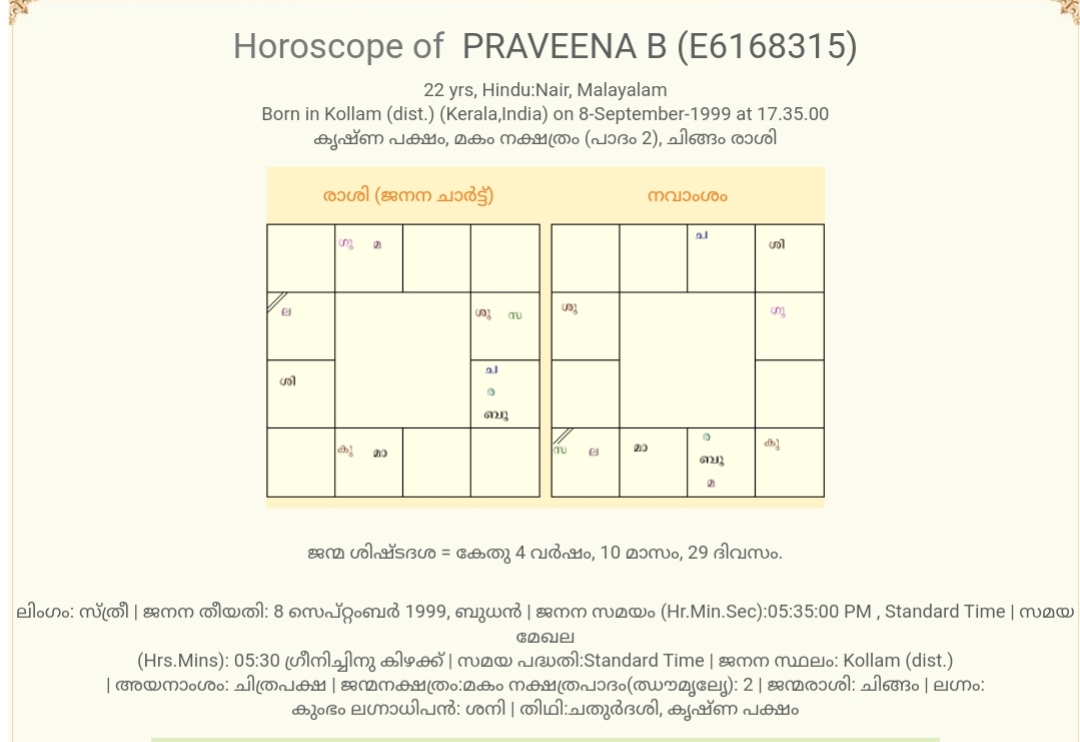 Horoscope of PRAVEENA B (E6168315)
22 yrs, Hindu:Nair, Malayalam
Born in Kollam (dist.) (Kerala,India) on 8-September-1999 at 17.35.00
കൃഷ്ണ പക്ഷം, മകം നക്ഷത്രം (പാദം 2), ചിങ്ങം രാശി
രാശി (ജനന ചാർട്ട്)
ഗു മ
ല
ശു സ
ശി
ച
ര
ബു
കു മാ
നവാംശം
ച
ശി
ശു
ഗു
സ ല
മാ
ര
ബു
മ
കു
ജന്മ ശിഷ്ടദശ = കേതു 4 വർഷം, 10 മാസം, 29 ദിവസം.
ലിംഗം: സ്ത്രീ | ജനന തീയതി: 8 സെപ്റ്റംബർ 1999, ബുധൻ | ജനന സമയം (Hr.Min.Sec):05:35:00 PM , Standard Time | സമയ
മേഖല
(Hrs.Mins): 05:30 ഗ്രീനിച്ചിനു കിഴക്ക് | സമയ പദ്ധതി:Standard Time | ജനന സ്ഥലം: Kollam (dist.)
| അയനാംശം: ചിത്രപക്ഷ | ജന്മനക്ഷത്രം:മകം നക്ഷത്രപാദം(ഝൗമൃല്യേ): 2 | ജന്മരാശി: ചിങ്ങം | ലഗ്നം:
കുംഭം ലഗ്നാധിപൻ: ശനി | തിഥി:ചതുർദശി, കൃഷ്ണ പക്ഷം